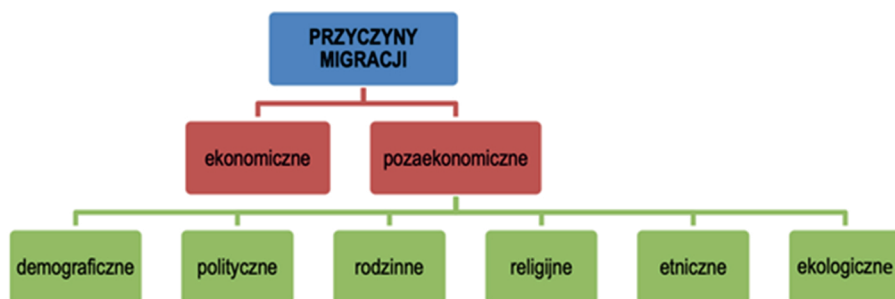 PRZYCZYNY
MIGRACJI
ekonomiczne
pozaekonomiczne
demograficzne
polityczne
rodzinne
religijne
etniczne
ekologiczne